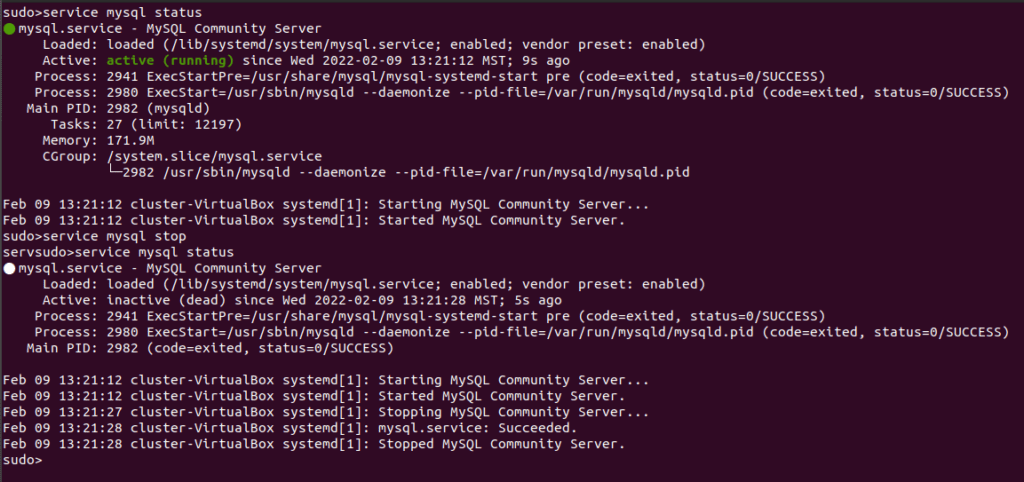 sudo>service mysql status
●mysql.service - MySQL Community Server
Loaded: loaded (/lib/systemd/system/mysql.service; enabled; vendor preset: enabled)
Active: active (running) since Wed 2022-02-09 13:21:12 MST; 9s ago
Process: 2941 ExecStartPre=/usr/share/mysql/mysql-systemd-start pre (code=exited, status=0/SUCCESS)
Process: 2980 ExecStart=/usr/sbin/mysqld --daemonize --pid-file=/var/run/mysqld/mysqld.pid (code=exited, status=0/SUCCESS)
Main PID: 2982 (mysqld)
Tasks: 27 (limit: 12197)
Memory: 171.9M
CGroup: /system.slice/mysql.service
└─2982 /usr/sbin/mysqld --daemonize --pid-file=/var/run/mysqld/mysqld.pid
Feb 09 13:21:12 cluster-VirtualBox systemd[1]: Starting MySQL Community Server...
Feb 09 13:21:12 cluster-VirtualBox systemd[1]: Started MySQL Community Server.
sudo>service mysql stop
servsudo>service mysql status
●mysql.service - MySQL Community Server
Loaded: loaded (/lib/systemd/system/mysql.service; enabled; vendor preset: enabled)
Active: inactive (dead) since Wed 2022-02-09 13:21:28 MST; 5s ago
Process: 2941 ExecStartPre=/usr/share/mysql/mysql-systemd-start pre (code=exited, status=0/SUCCESS)
Process: 2980 ExecStart=/usr/sbin/mysqld --daemonize --pid-file=/var/run/mysqld/mysqld.pid (code=exited, status=0/SUCCESS)
Main PID: 2982 (code=exited, status=0/SUCCESS)
Feb 09 13:21:12 cluster-VirtualBox systemd[1]: Starting MySQL Community Server...
Feb 09 13:21:12 cluster-VirtualBox systemd[1]: Started MySQL Community Server.
Feb 09 13:21:27 cluster-VirtualBox systemd[1]: Stopping MySQL Community Server...
Feb 09 13:21:28 cluster-VirtualBox systemd[1]: mysql.service: Succeeded.
Feb 09 13:21:28 cluster-VirtualBox systemd[1]: Stopped MySQL Community Server.
sudo>